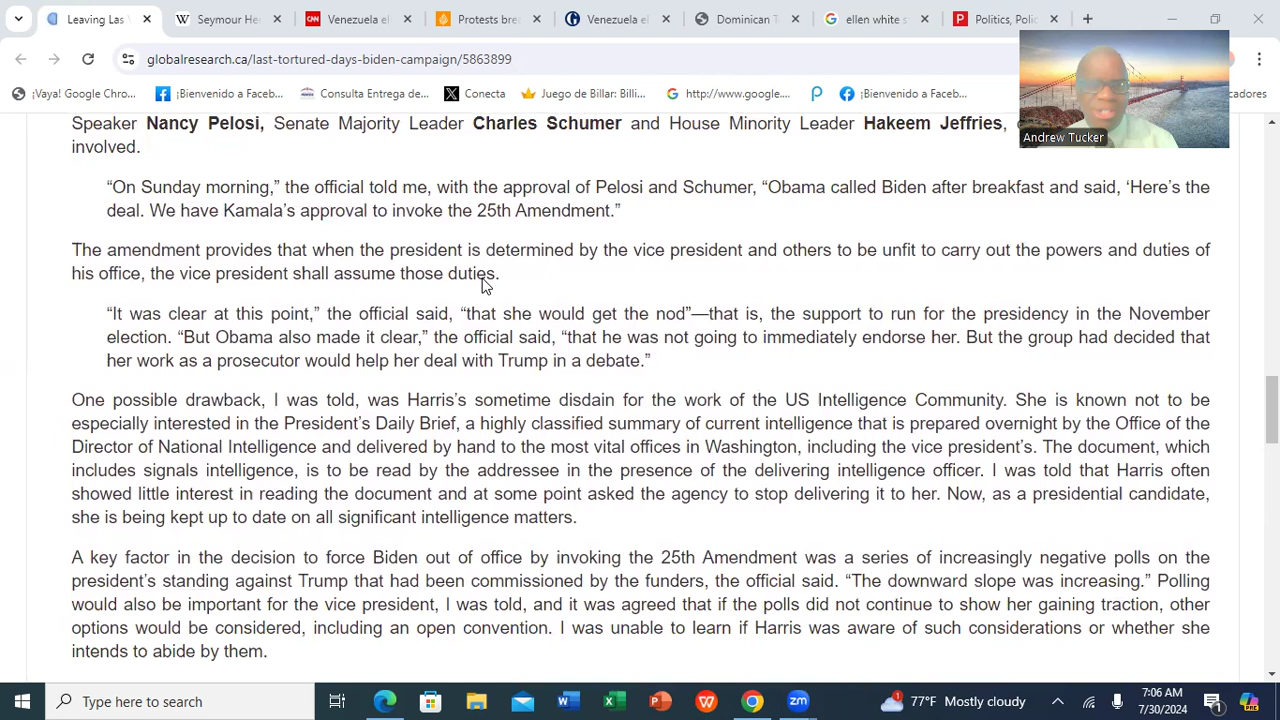 Leaving Las V
Seymour He
Venezuela el
Protests bre
Venezuela el
Dominican T
ellen white s
Politics, Polic
globalresearch.ca/last-tortured-days-biden-campaign/5863899
¡Vaya! Google Chro...
¡Bienvenido a Faceb...
Consulta Entrega de...
Conecta
Juego de Billar: Billi...
http://www.google....
¡Bienvenido a Faceb...
cadores
Andrew Tucker
Speaker Nancy Pelosi, Senate Majority Leader Charles Schumer and House Minority Leader Hakeem Jeffries,
involved.
“On Sunday morning,” the official told me, with the approval of Pelosi and Schumer, “Obama called Biden after breakfast and said, ‘Here’s the
deal. We have Kamala’s approval to invoke the 25th Amendment.”
The amendment provides that when the president is determined by the vice president and others to be unfit to carry out the powers and duties of
his office, the vice president shall assume those duties.
“It was clear at this point,” the official said, “that she would get the nod”—that is, the support to run for the presidency in the November
election. “But Obama also made it clear,” the official said, “that he was not going to immediately endorse her. But the group had decided that
her work as a prosecutor would help her deal with Trump in a debate.”
One possible drawback, I was told, was Harris’s sometime disdain for the work of the US Intelligence Community. She is known not to be
especially interested in the President’s Daily Brief, a highly classified summary of current intelligence that is prepared overnight by the Office of the
Director of National Intelligence and delivered by hand to the most vital offices in Washington, including the vice president’s. The document, which
includes signals intelligence, is to be read by the addressee in the presence of the delivering intelligence officer. I was told that Harris often
showed little interest in reading the document and at some point asked the agency to stop delivering it to her. Now, as a presidential candidate,
she is being kept up to date on all significant intelligence matters.
A key factor in the decision to force Biden out of office by invoking the 25th Amendment was a series of increasingly negative polls on the
president’s standing against Trump that had been commissioned by the funders, the official said. “The downward slope was increasing.” Polling
would also be important for the vice president, I was told, and it was agreed that if the polls did not continue to show her gaining traction, other
options would be considered, including an open convention. I was unable to learn if Harris was aware of such considerations or whether she
intends to abide by them.
Type here to search
77°F Mostly cloudy
7:06 AM
7/30/2024